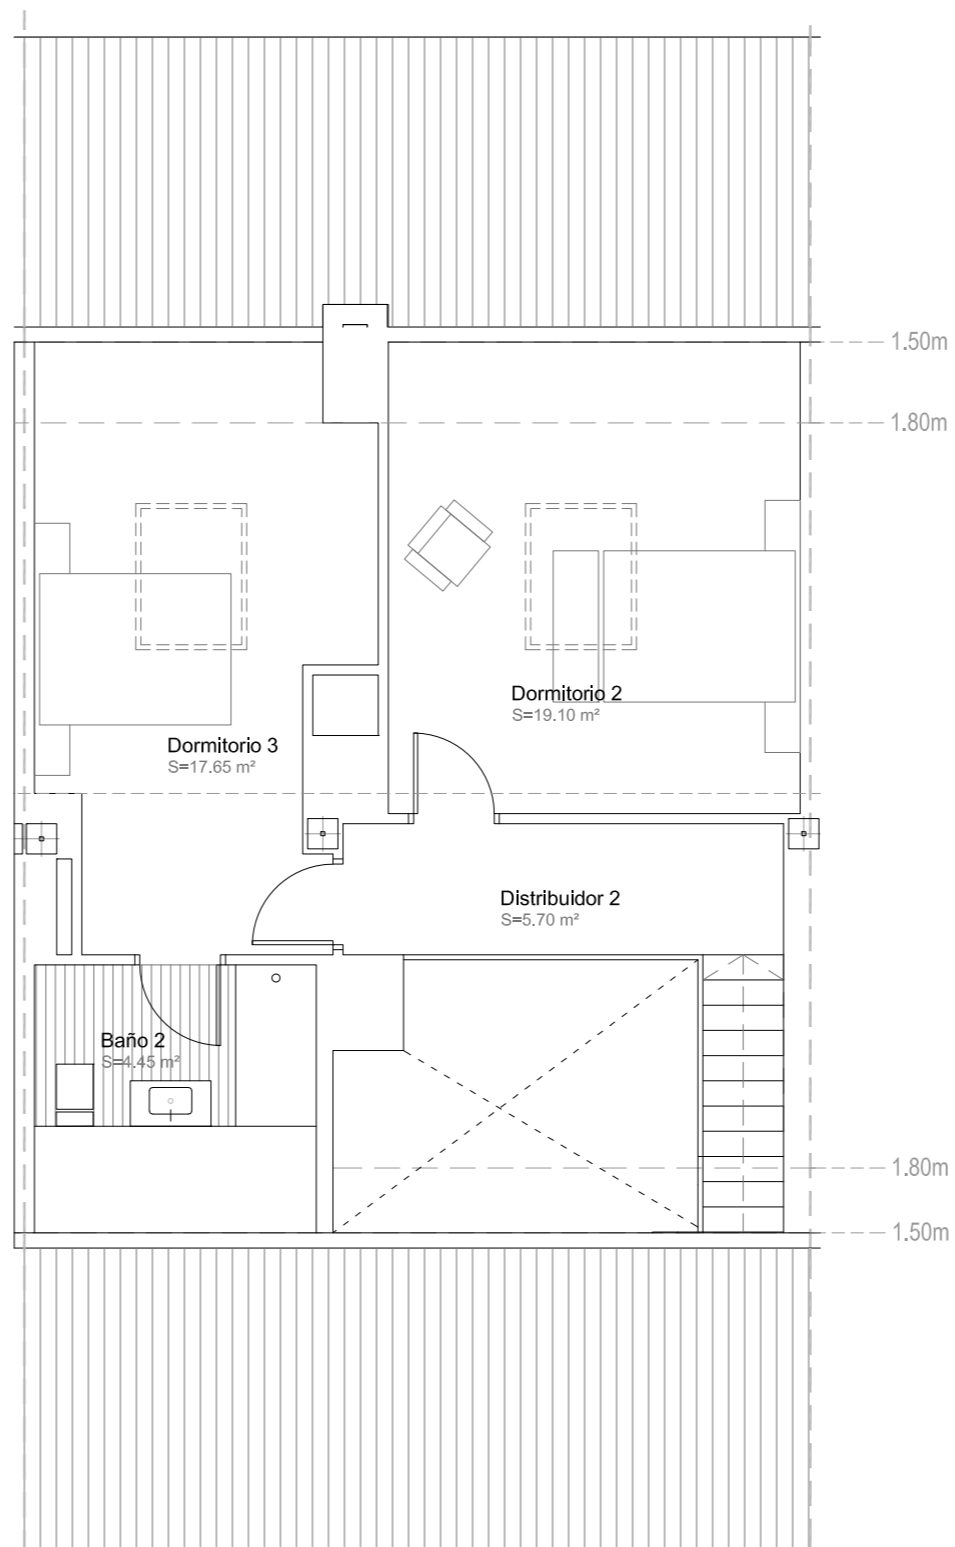 1.50m
1.80m
Dormitorio 2
S=19.10 m²
Dormitorio 3
S=17.65 m²
Distribuidor 2
S=5.70 m²
Baño 2
S=4.45 m²
1.80m
1.50m